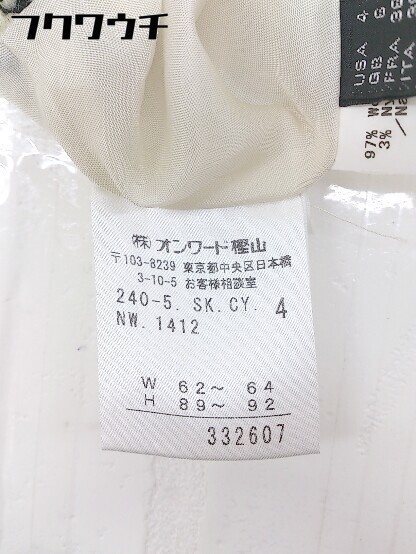 フクワウチ
USA 4
GB 6
FRA
ITA
97%
3%
㈱オンワード樫山
〒103-8239 東京都中央区日本橋
3-10-5 お客様相談室
240-5. SK. CY. 4
NW. 1412
W 62～ 64
H 89～ 92
332607